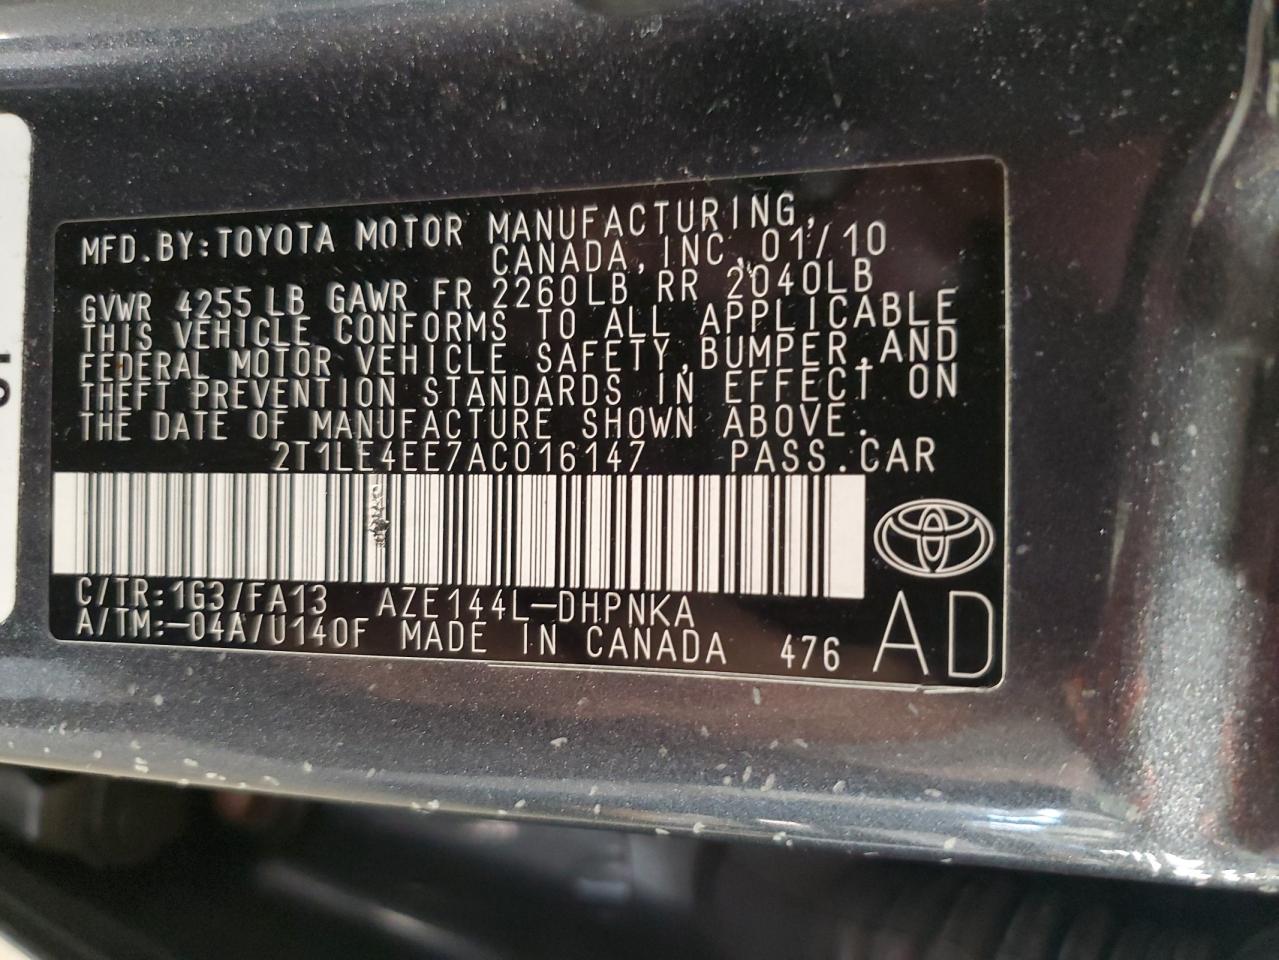 MFD.BY:TOYOTA MOTOR MANUFACTURING,
CANADA,INC.01/10
GVWR 4255LB GAWR FR 2260LB RR 2040LB
THIS VEHICLE CONFORMS TO ALL APPLICABLE
FEDERAL MOTOR VEHICLE SAFETY,BUMPER,AND
THEFT PREVENTION STANDARDS IN EFFECT ON
THE DATE OF MANUFACTURE SHOWN ABOVE.
2T1LE4EE7AC016147 PASS.CAR
C/TR:1G3/FA13 AZE144L-DHPNKA
A/TM:-04A/U140F MADE IN CANADA 476 AD